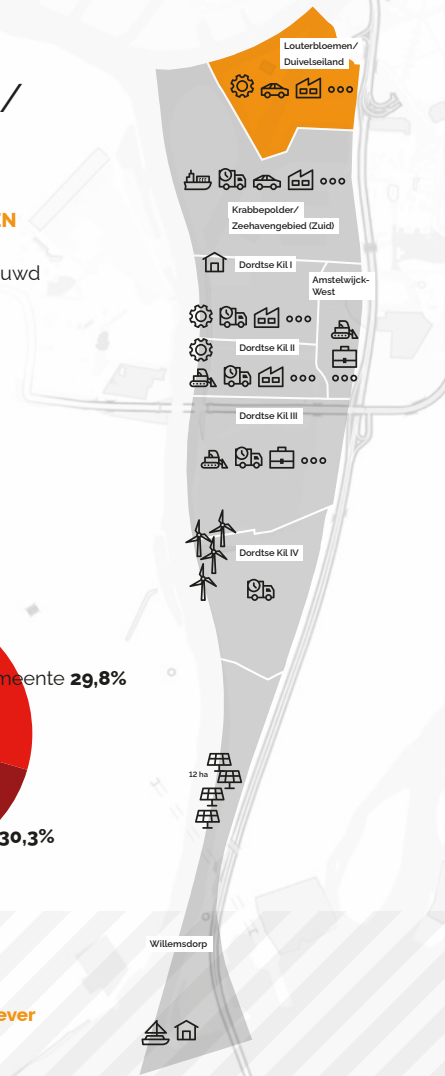 Louterbloemen/
Duivelseiland
/
EN
uwd
Krabbepolder/
Zeehavengebied (Zuid)
Dordtse Kil I
Amstelwijck-
West
Dordtse Kil II
Dordtse Kil III
Dordtse Kil IV
meente 29,8%
12 ha
30,3%
Willemsdorp
ever